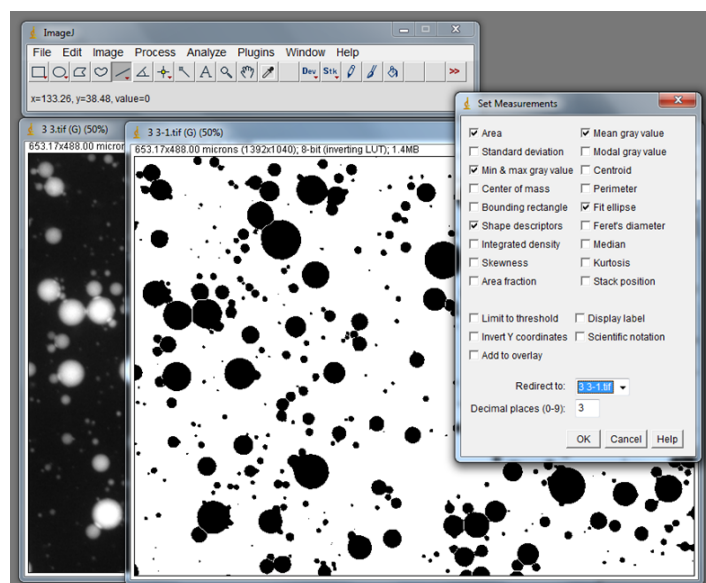 ImageJ
File Edit Image Process Analyze Plugins Window Help
Dev Stk >>
x=133.26, y=38.48, value=0
3 3.tif (G) (50%)
653.17x488.00 micror
3 3-1.tif (G) (50%)
653.17x488.00 microns (1392x1040); 8-bit (inverting LUT); 1.4MB
Set Measurements
Area Mean gray value
Standard deviation Modal gray value
Min & max gray value Centroid
Center of mass Perimeter
Bounding rectangle Fit ellipse
Shape descriptors Feret's diameter
Integrated density Median
Skewness Kurtosis
Area fraction Stack position
Limit to threshold Display label
Invert Y coordinates Scientific notation
Add to overlay
Redirect to: 3 3-1.tif
Decimal places (0-9): 3
OK Cancel Help